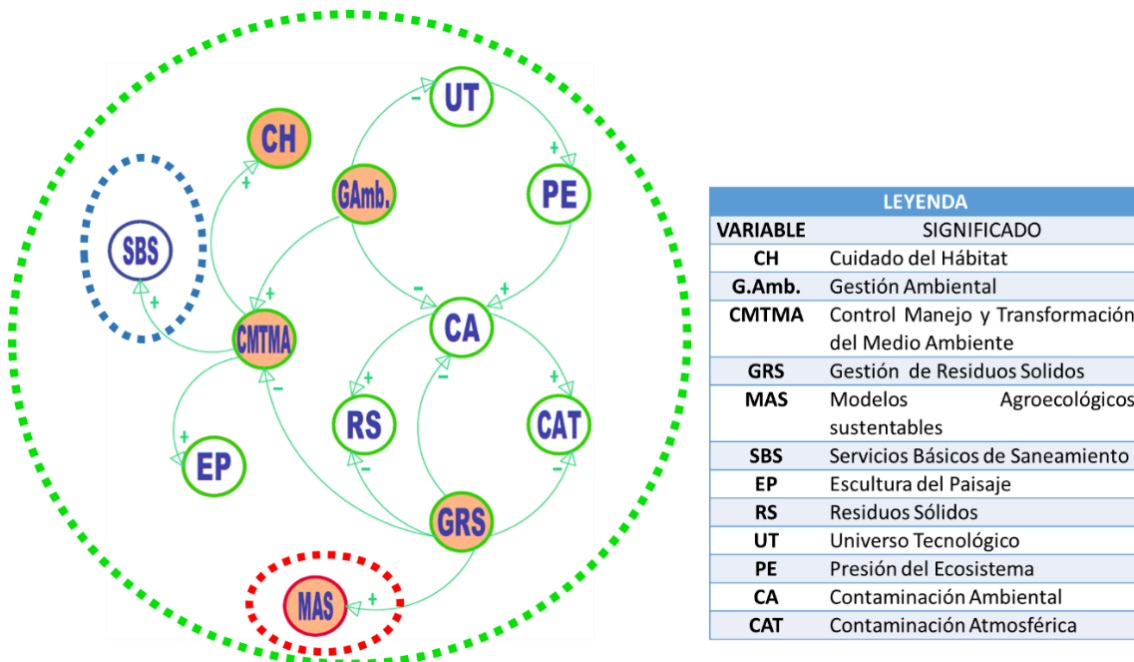 UT
CH
GAmb.
PE
SBS
CMTMA
CA
RS
CAT
EP
GRS
MAS
−
+
+
+
−
+
+
+
+
+
−
−
+
−
−
+
LEYENDA
VARIABLE SIGNIFICADO
CH Cuidado del Hábitat
G.Amb. Gestión Ambiental
CMTMA Control Manejo y Transformación
del Medio Ambiente
GRS Gestión de Residuos Solidos
MAS Modelos Agroecológicos
sustentables
SBS Servicios Básicos de Saneamiento
EP Escultura del Paisaje
RS Residuos Sólidos
UT Universo Tecnológico
PE Presión del Ecosistema
CA Contaminación Ambiental
CAT Contaminación Atmosférica